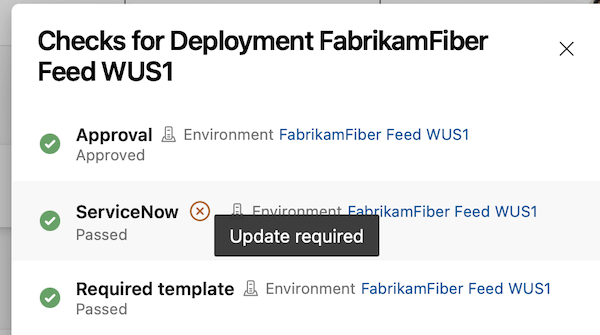 Checks for Deployment FabrikamFiber
Feed WUS1
Approval Environment FabrikamFiber Feed WUS1
Approved
ServiceNow Environment FabrikamFiber Feed WUS1
Passed
Update required
Required template Environment FabrikamFiber Feed WUS1
Passed